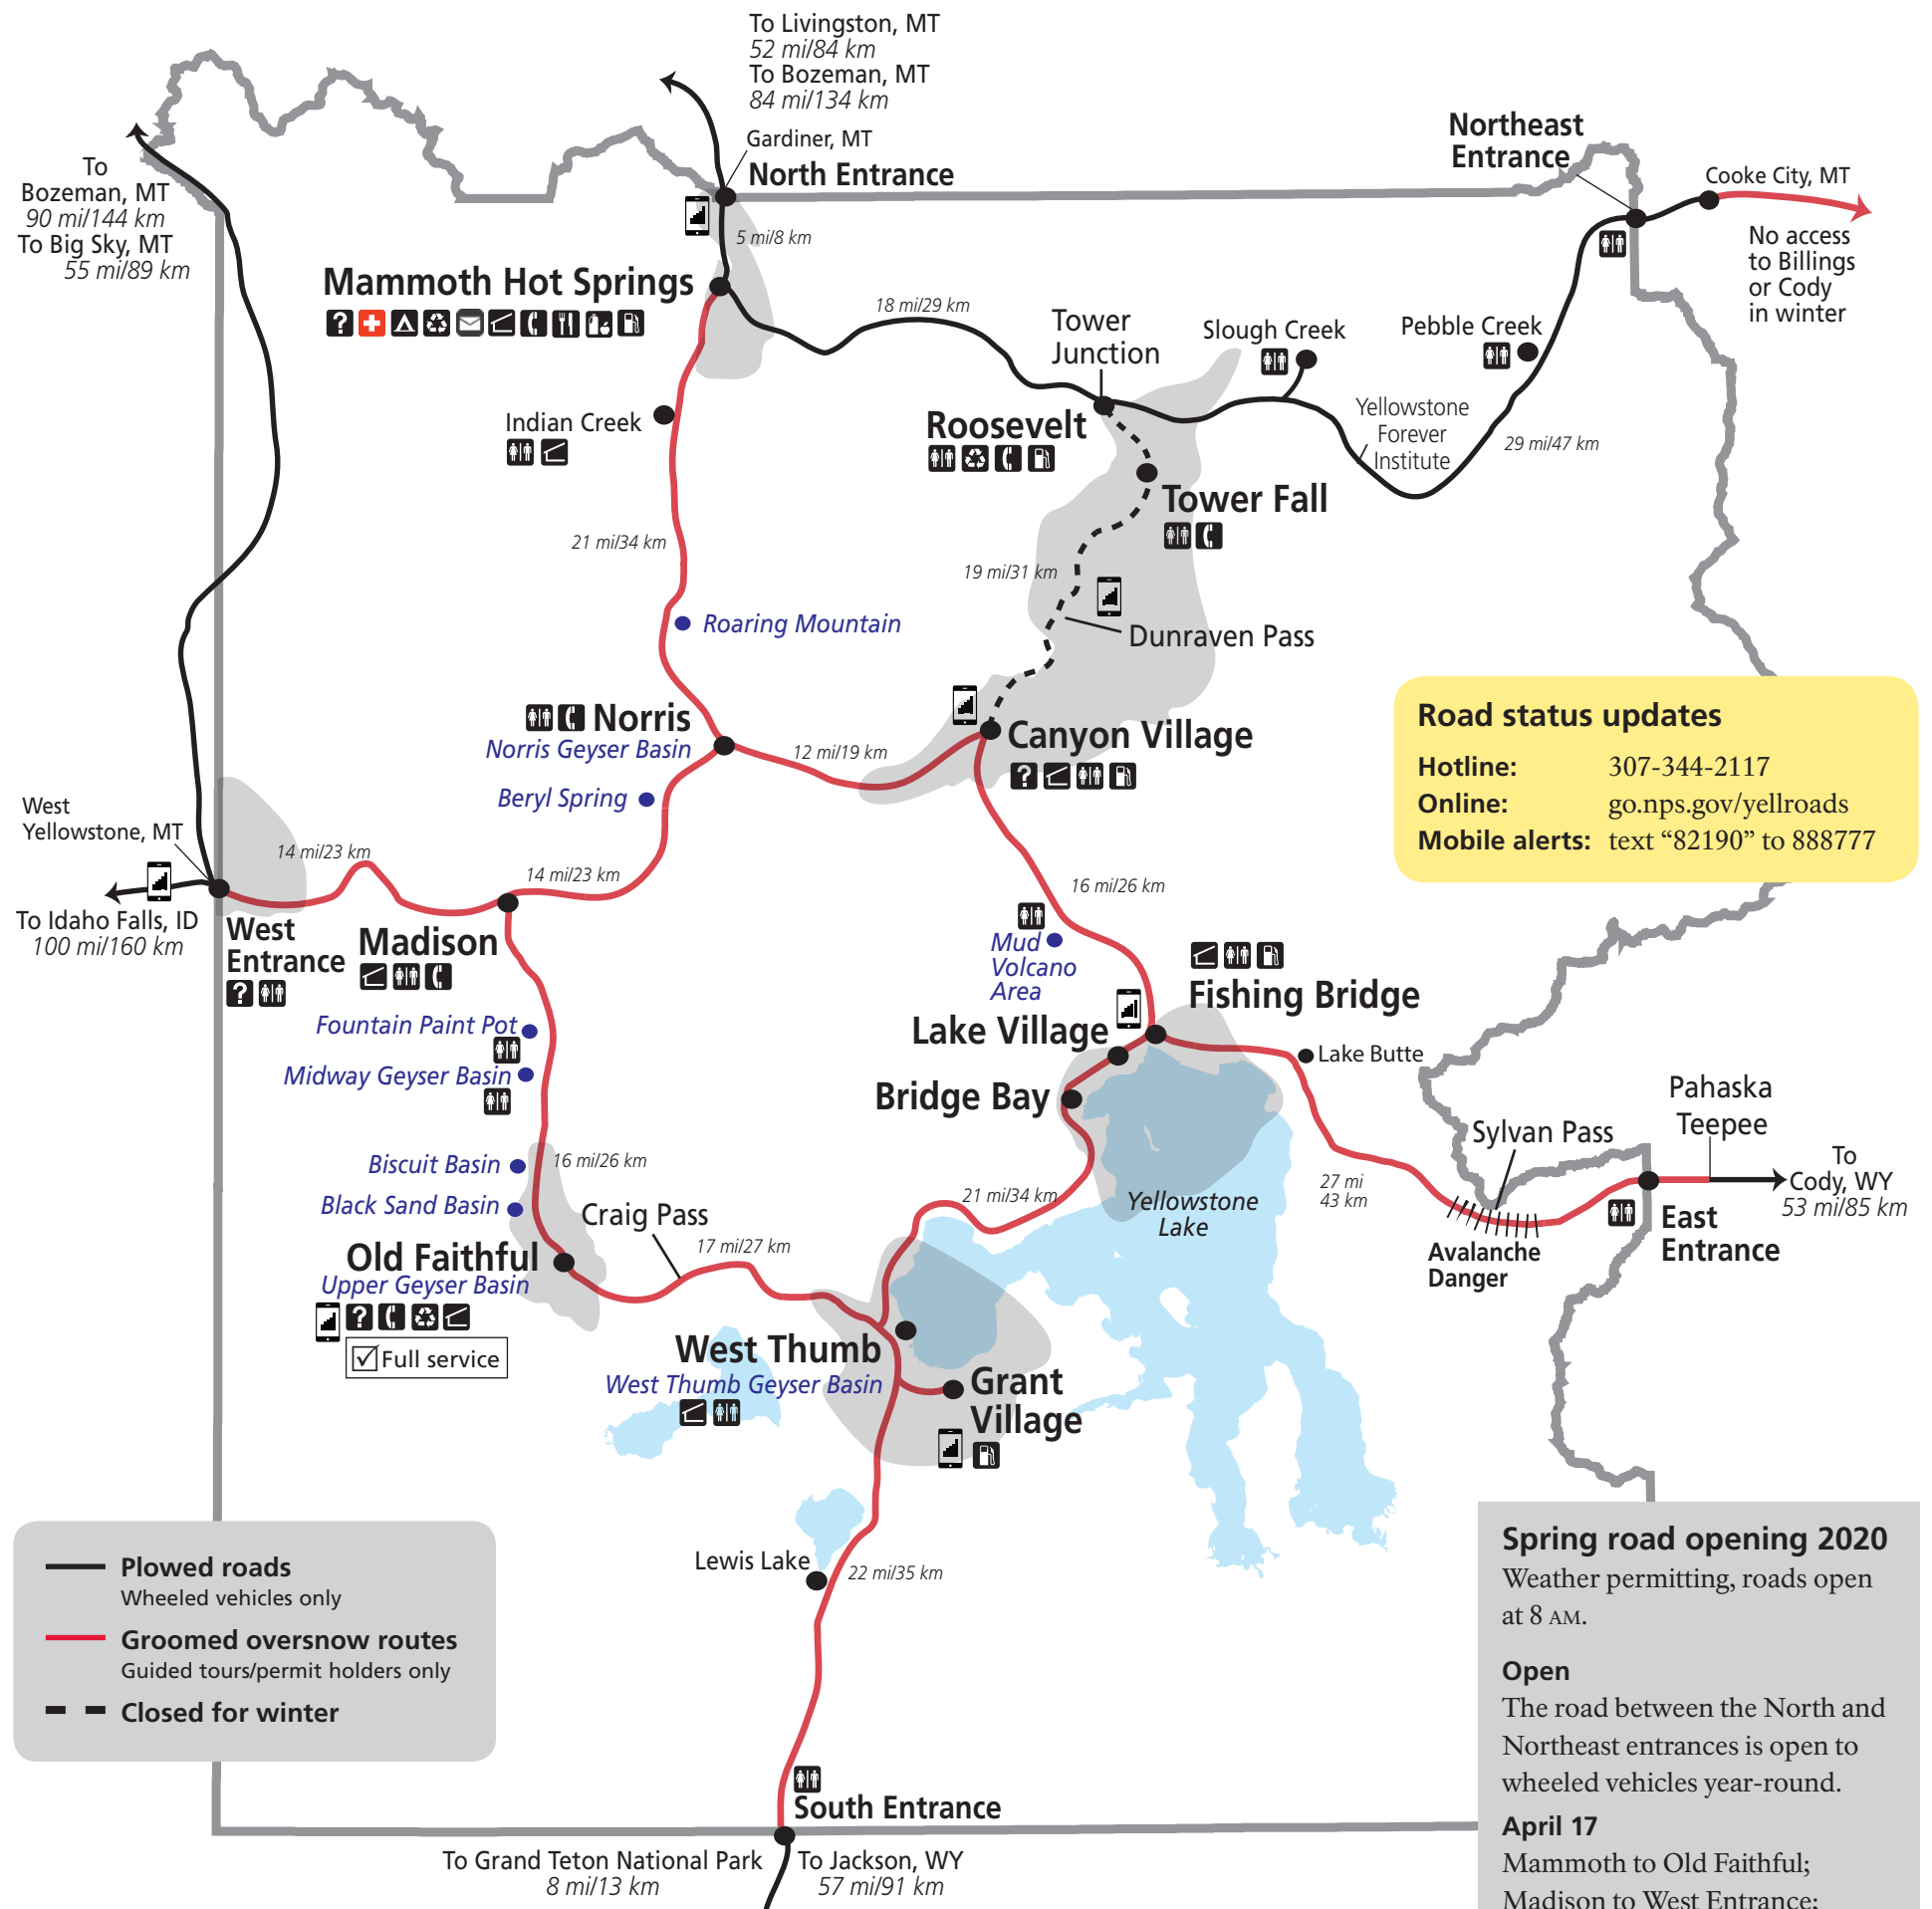 To Livingston, MT
52 mi/84 km
To Bozeman, MT
84 mi/134 km
Gardiner, MT
North Entrance
Northeast
Entrance
Cooke City, MT
No access
to Billings
or Cody
in winter
To
Bozeman, MT
90 mi/144 km
To Big Sky, MT
55 mi/89 km
5 mi/8 km
Mammoth Hot Springs
18 mi/29 km
Tower
Junction
Slough Creek
Pebble Creek
Indian Creek
Roosevelt
Yellowstone
Forever
Institute
29 mi/47 km
Tower Fall
21 mi/34 km
19 mi/31 km
Roaring Mountain
Dunraven Pass
Norris
Norris Geyser Basin
12 mi/19 km
Canyon Village
Beryl Spring
Road status updates
Hotline: 307-344-2117
Online: go.nps.gov/yellroads
Mobile alerts: text “82190” to 888777
West
Yellowstone, MT
14 mi/23 km
14 mi/23 km
16 mi/26 km
To Idaho Falls, ID
100 mi/160 km
West
Entrance
Madison
Mud
Volcano
Area
Fishing Bridge
Fountain Paint Pot
Lake Village
Lake Butte
Midway Geyser Basin
Bridge Bay
Pahaska
Teepee
Sylvan Pass
Biscuit Basin
16 mi/26 km
To
Cody, WY
53 mi/85 km
Black Sand Basin
Craig Pass
21 mi/34 km
Yellowstone
Lake
27 mi
43 km
East
Entrance
Avalanche
Danger
Old Faithful
Upper Geyser Basin
17 mi/27 km
Full service
West Thumb
West Thumb Geyser Basin
Grant
Village
Lewis Lake
22 mi/35 km
Plowed roads
Wheeled vehicles only
Groomed oversnow routes
Guided tours/permit holders only
Closed for winter
South Entrance
To Grand Teton National Park
8 mi/13 km
To Jackson, WY
57 mi/91 km
Spring road opening 2020
Weather permitting, roads open
at 8 AM.
Open
The road between the North and
Northeast entrances is open to
wheeled vehicles year-round.
April 17
Mammoth to Old Faithful;
Madison to West Entrance;